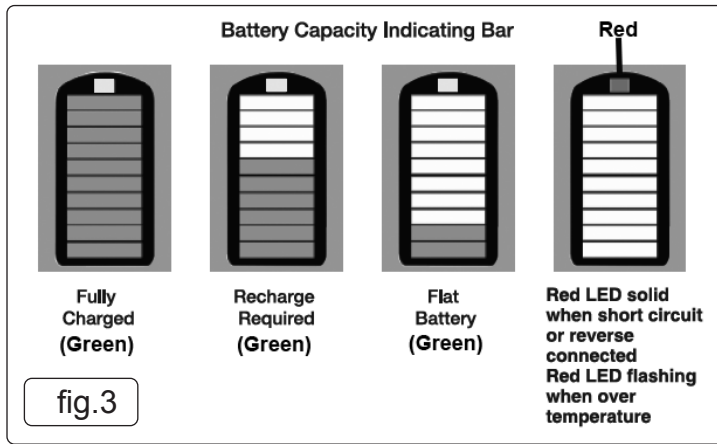 Battery Capacity Indicating Bar
Red
Fully
Charged
(Green)
Recharge
Required
(Green)
Flat
Battery
(Green)
Red LED solid
when short circuit
or reverse
connected
Red LED flashing
when over
temperature
fig.3